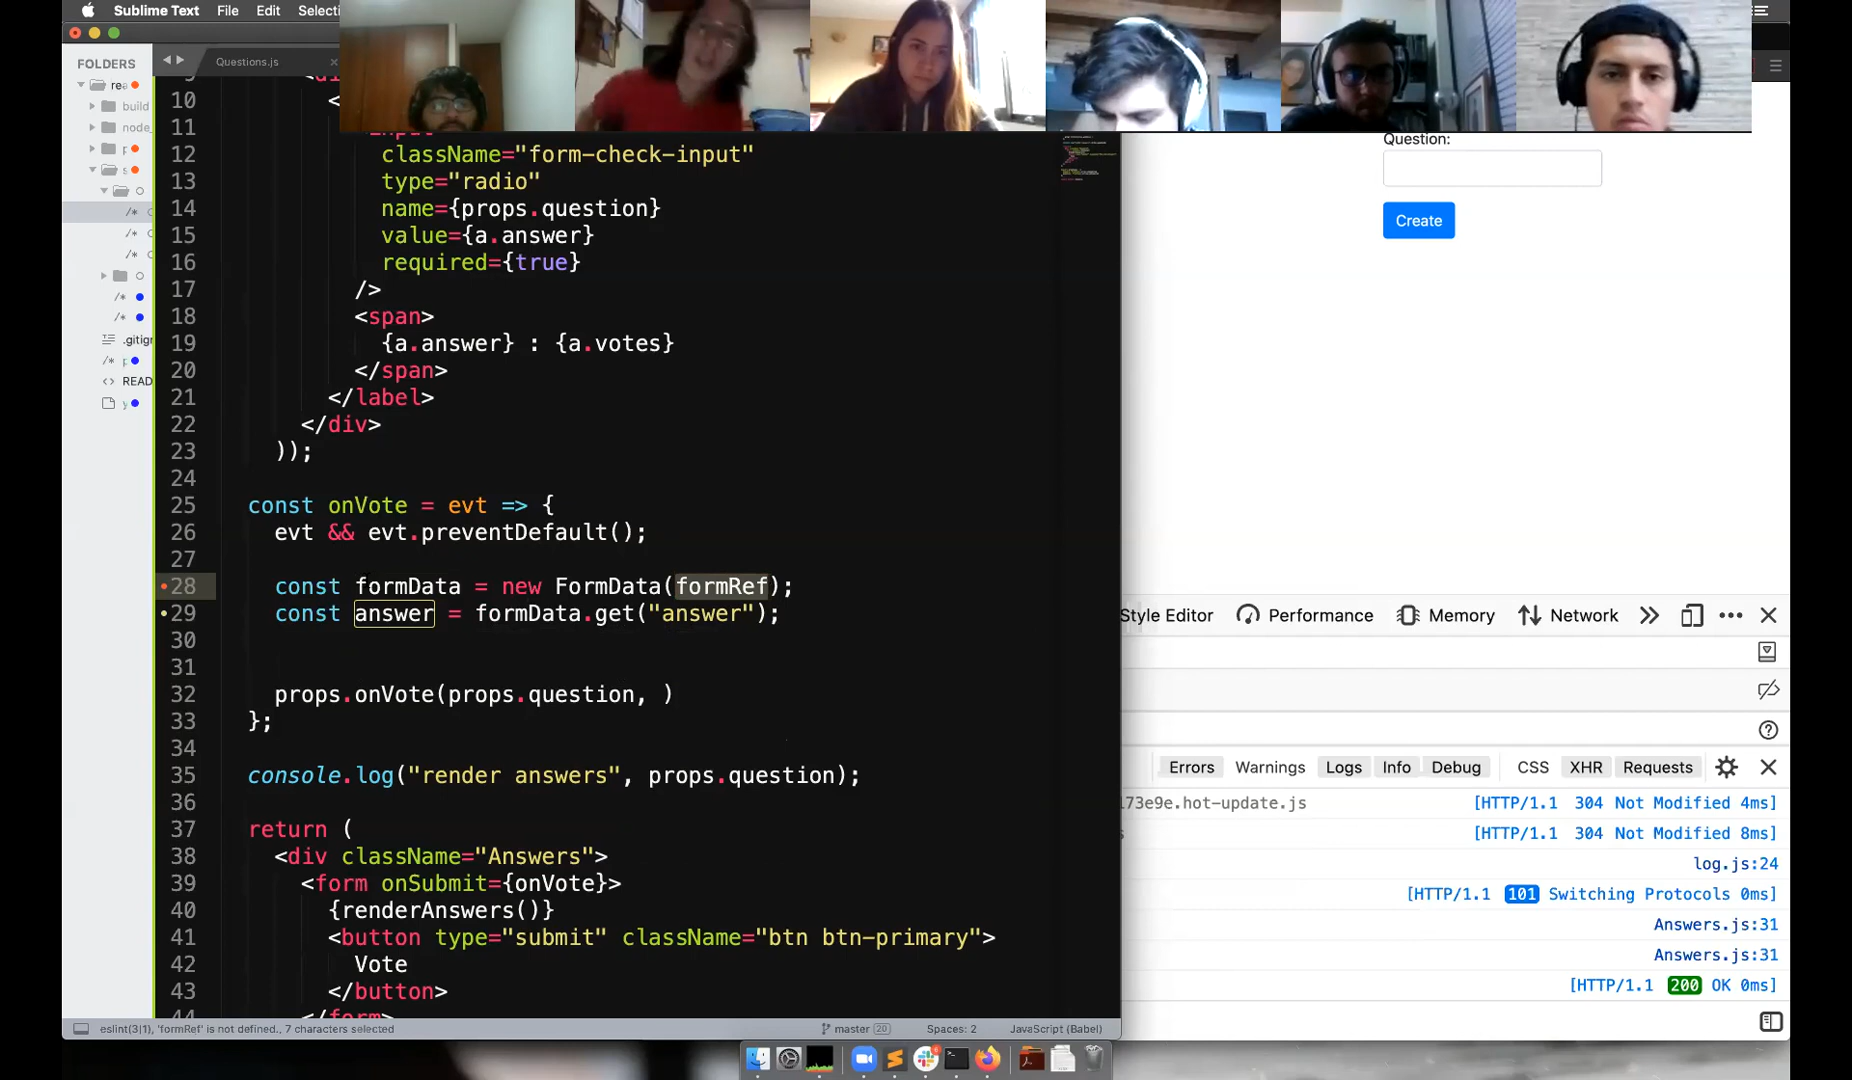 Sublime Text File Edit Selecti
FOLDERS
Questions.js
rea
build
node_
p
s
.gitign
p
READ
y
10 <
11
12 className="form-check-input"
13 type="radio"
14 name={props.question}
15 value={a.answer}
16 required={true}
17 />
18 <span>
19 {a.answer} : {a.votes}
20 </span>
21 </label>
22 </div>
23 ));
24
25 const onVote = evt => {
26 evt && evt.preventDefault();
27
28 const formData = new FormData(formRef);
29 const answer = formData.get("answer");
30
31
32 props.onVote(props.question, )
33 };
34
35 console.log("render answers", props.question);
36
37 return (
38 <div className="Answers">
39 <form onSubmit={onVote}>
40 {renderAnswers()}
41 <button type="submit" className="btn btn-primary">
42 Vote
43 </button>
44 </form>
eslint(3|1), 'formRef' is not defined., 7 characters selected
master 20
Spaces: 2
JavaScript (Babel)
Question:
Create
Style Editor Performance Memory Network
Errors Warnings Logs Info Debug CSS XHR Requests
173e9e.hot-update.js [HTTP/1.1 304 Not Modified 4ms]
[HTTP/1.1 304 Not Modified 8ms]
log.js:24
[HTTP/1.1 101 Switching Protocols 0ms]
Answers.js:31
Answers.js:31
[HTTP/1.1 200 OK 0ms]